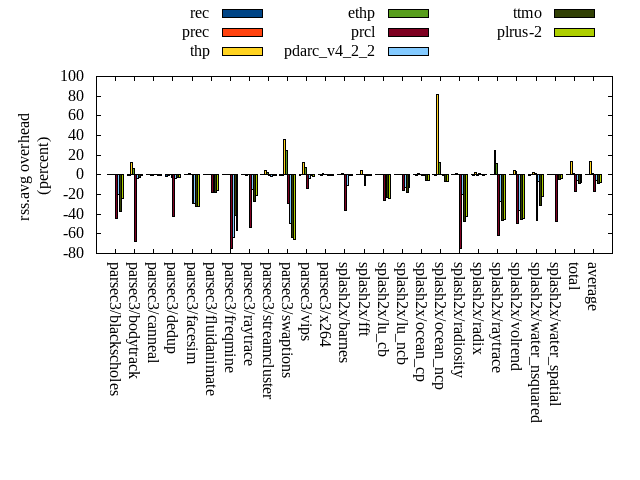 rec
prec
thp
ethp
prcl
pdarc_v4_2_2
ttmo
plrus-2
rss.avg overhead
(percent)
100
80
60
40
20
0
-20
-40
-60
-80
parsec3/blackscholes
parsec3/bodytrack
parsec3/canneal
parsec3/dedup
parsec3/facesim
parsec3/fluidanimate
parsec3/freqmine
parsec3/raytrace
parsec3/streamcluster
parsec3/swaptions
parsec3/vips
parsec3/x264
splash2x/barnes
splash2x/fft
splash2x/lu_cb
splash2x/lu_ncb
splash2x/ocean_cp
splash2x/ocean_ncp
splash2x/radiosity
splash2x/radix
splash2x/raytrace
splash2x/volrend
splash2x/water_nsquared
splash2x/water_spatial
total
average